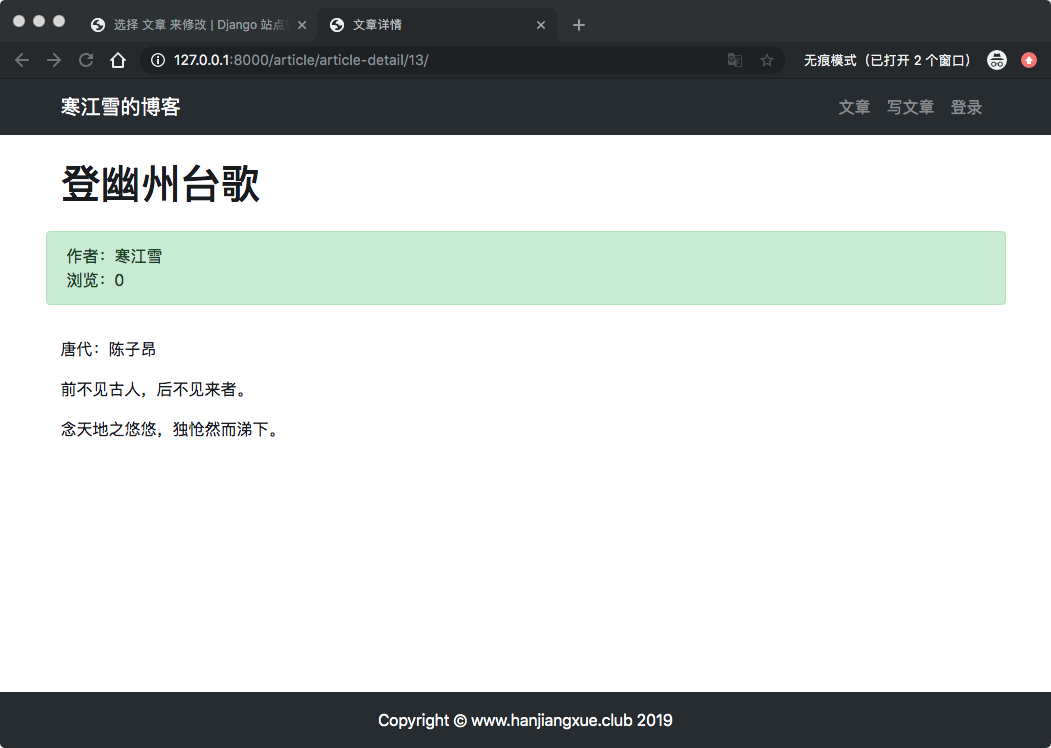 选择 文章 来修改 | Django 站点
文章详情
127.0.0.1:8000/article/article-detail/13/
无痕模式（已打开 2 个窗口）
寒江雪的博客
文章 写文章 登录
登幽州台歌
作者：寒江雪
浏览：0
唐代：陈子昂
前不见古人，后不见来者。
念天地之悠悠，独怆然而涕下。
Copyright © www.hanjiangxue.club 2019